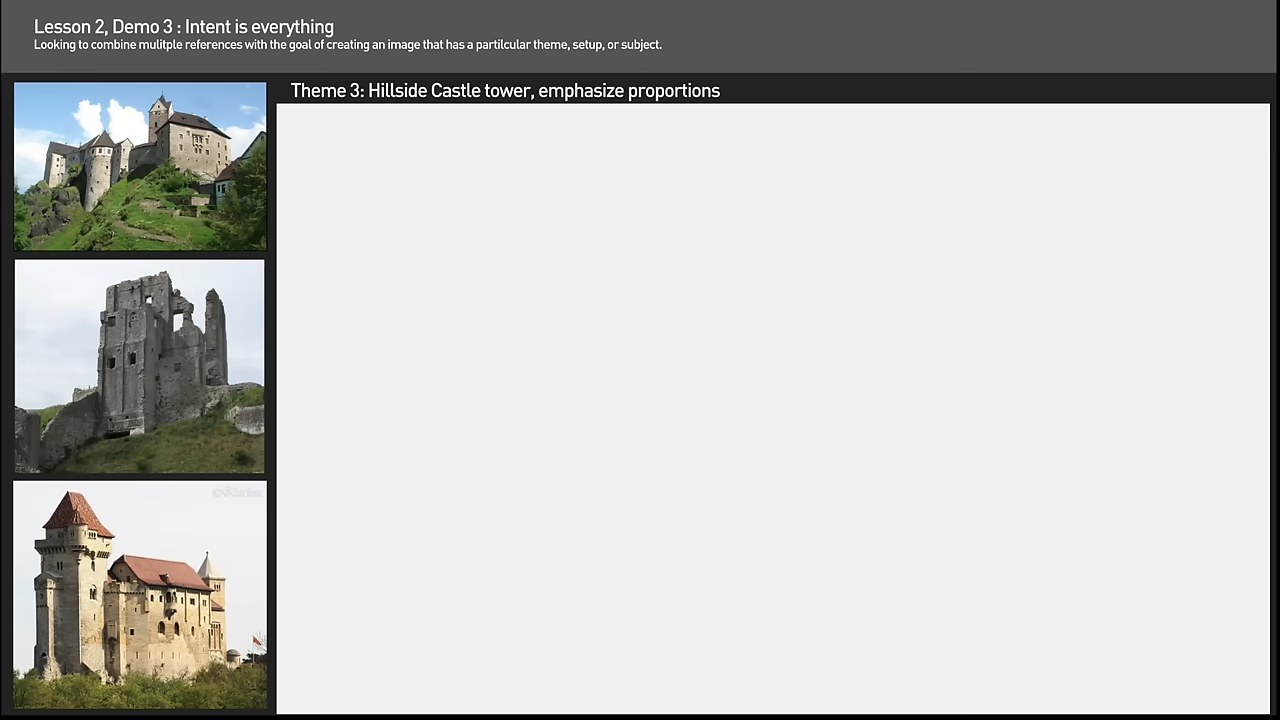 Lesson 2, Demo 3 : Intent is everything
Looking to combine mulitple references with the goal of creating an image that has a partilcular theme, setup, or subject.
Theme 3: Hillside Castle tower, emphasize proportions